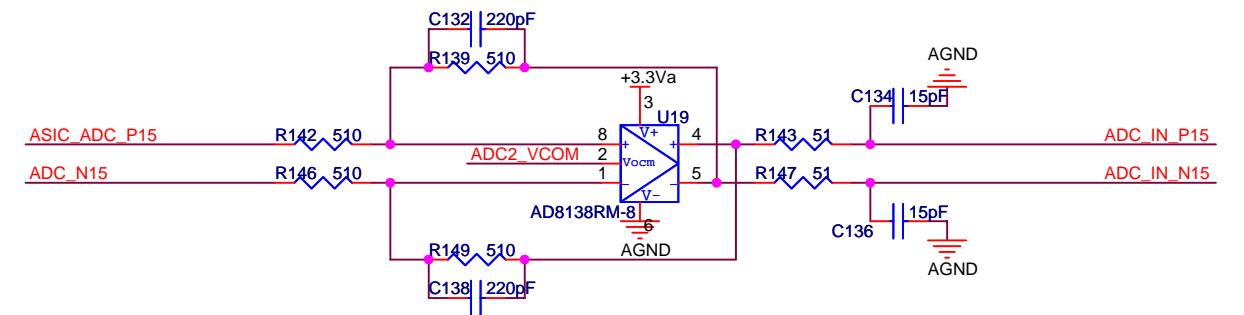 C132 220pF
R139 510
AGND
+3.3Va
3
C134 15pF
U19
ASIC_ADC_P15
R142 510
8
+
V+
+
4
R143 51
ADC_IN_P15
ADC2_VCOM
2
Vocm
ADC_N15
R146 510
1
-
V-
-
5
R147 51
ADC_IN_N15
AD8138RM-8
6
AGND
15pF
C136
AGND
R149 510
C138 220pF